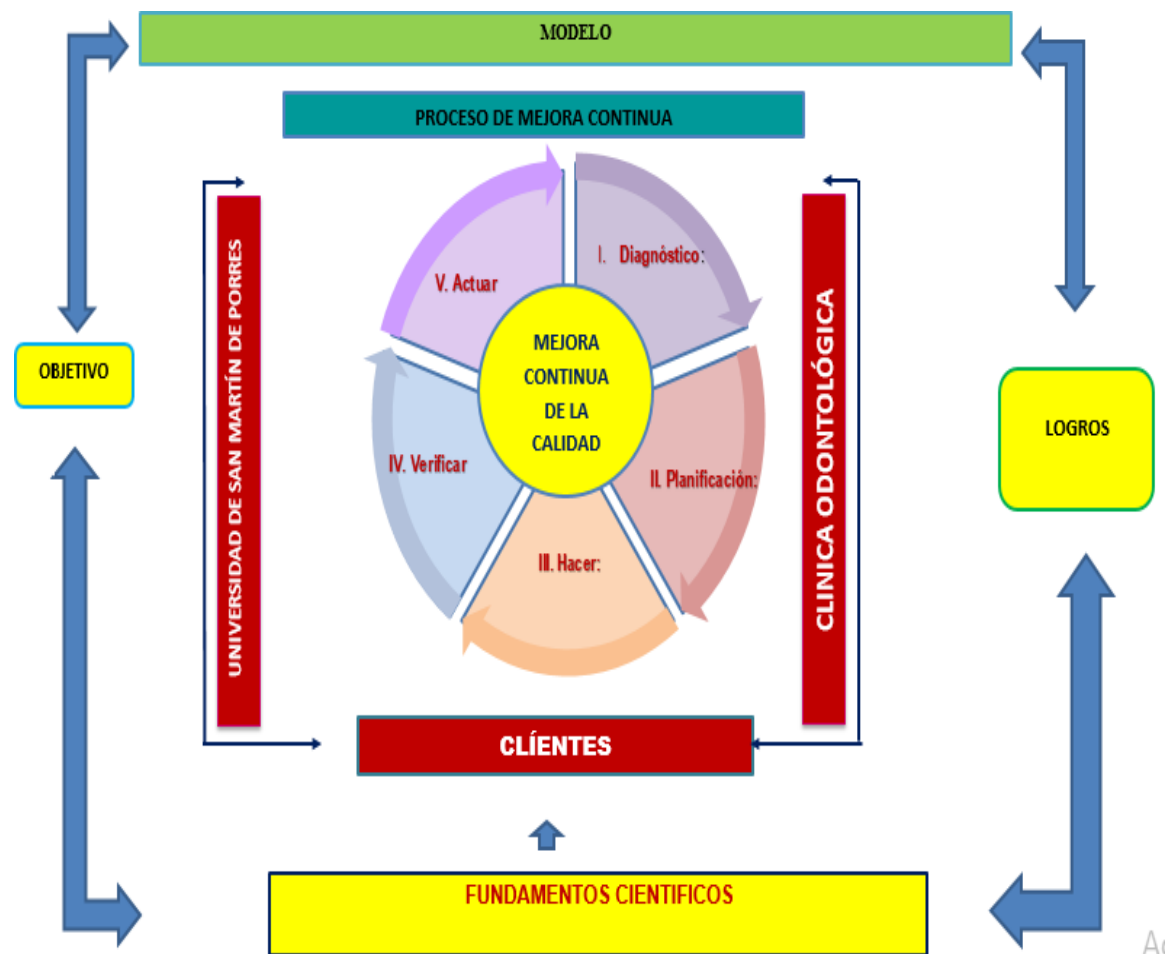 MODELO
PROCESO DE MEJORA CONTINUA
UNIVERSIDAD DE SAN MARTÍN DE PORRES
V. Actuar
I. Diagnóstico:
CLINICA ODONTOLÓGICA
OBJETIVO
MEJORA
CONTINUA
DE LA
CALIDAD
LOGROS
IV. Verificar
II. Planificación:
III. Hacer:
CLÍENTES
FUNDAMENTOS CIENTIFICOS